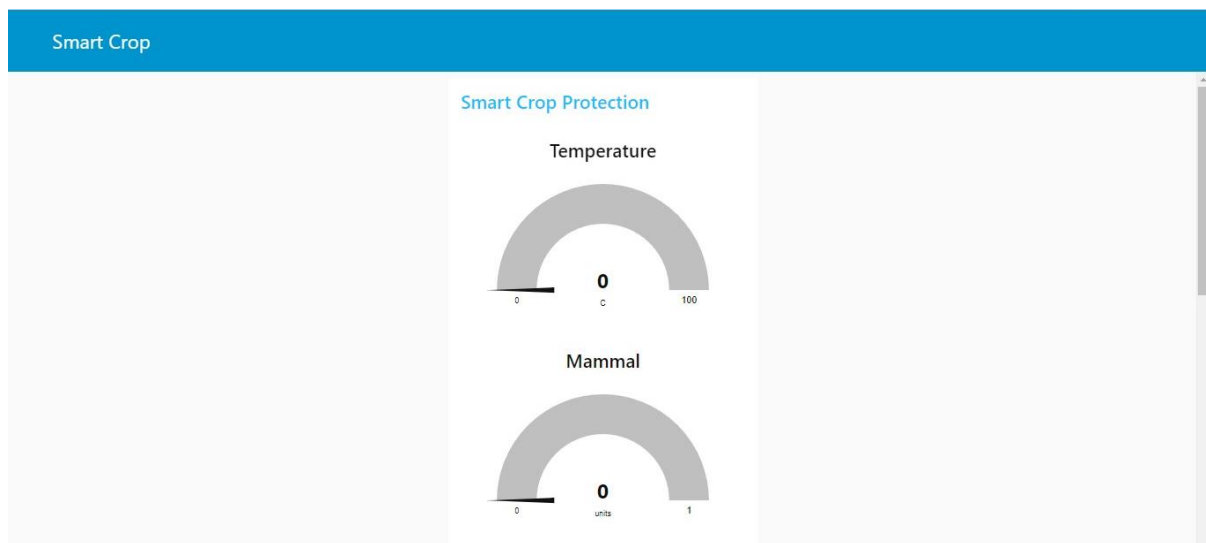 Smart Crop
Smart Crop Protection
Temperature
0
C
0
100
Mammal
0
units
0
1